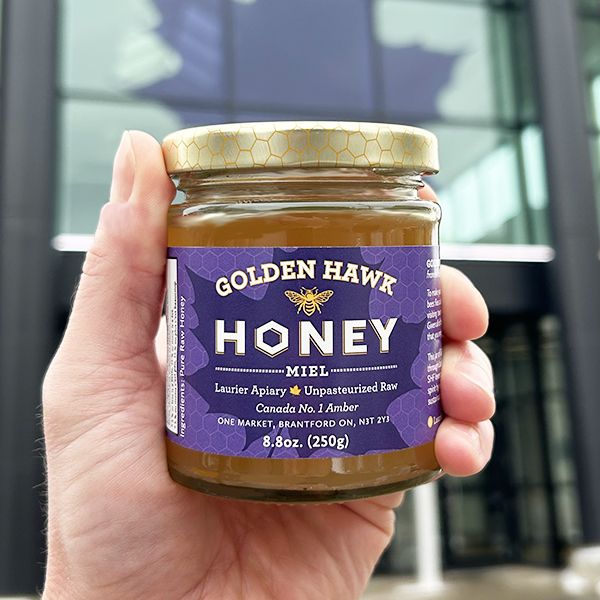 GOLDEN HAWK
HONEY
MIEL
Laurier Apiary Unpasteurized Raw
Canada No. 1 Amber
ONE MARKET, BRANTFORD ON, N3T 2Y3
8.8oz. (250g)
Ingredients: Pure Raw Honey